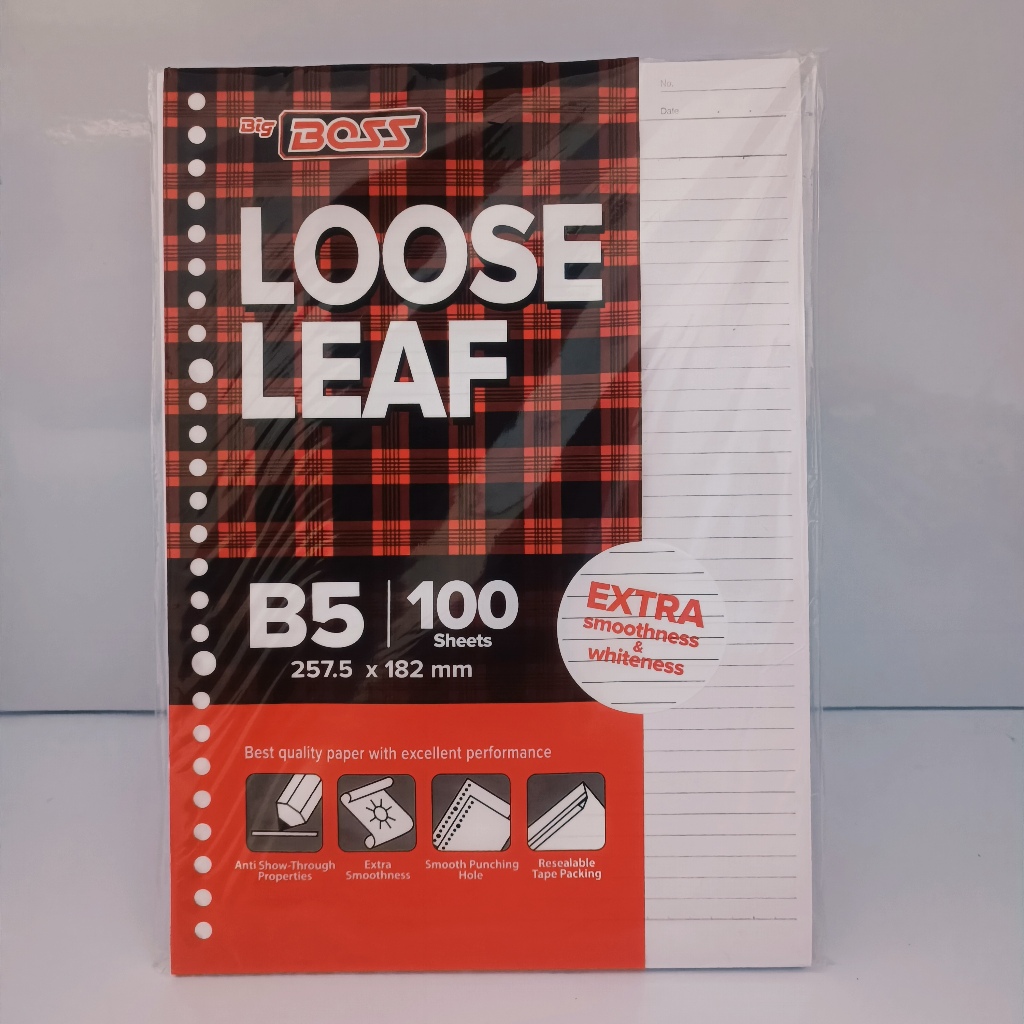 No.
Date
Big BOSS
LOOSE
LEAF
B5 100
Sheets
257.5 x 182 mm
EXTRA
smoothness
&
whiteness
Best quality paper with excellent performance
Anti Show-Through
Properties
Extra
Smoothness
Smooth Punching
Hole
Resealable
Tape Packing